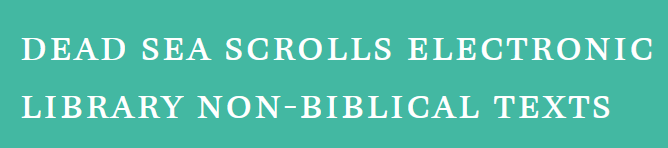 DEAD SEA SCROLLS ELECTRONIC
LIBRARY NON-BIBLICAL TEXTS